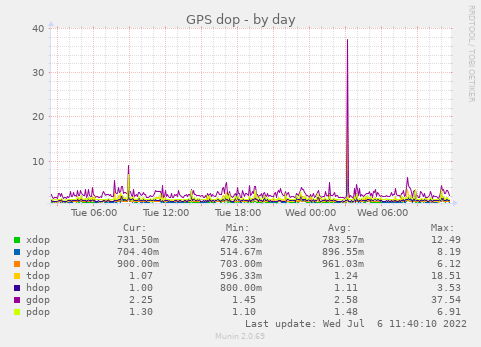 GPS dop - by day
RRDTOOL / TOBI OETIKER
40
30
20
10
Tue 06:00 Tue 12:00 Tue 18:00 Wed 00:00 Wed 06:00
Cur: Min: Avg: Max:
xdop 731.50m 476.33m 783.57m 12.49
ydop 704.40m 514.67m 896.55m 8.19
vdop 900.00m 703.00m 961.03m 6.12
tdop 1.07 596.33m 1.24 18.51
hdop 1.00 800.00m 1.11 3.53
gdop 2.25 1.45 2.58 37.54
pdop 1.30 1.10 1.48 6.91
Last update: Wed Jul 6 11:40:10 2022
Munin 2.0.69